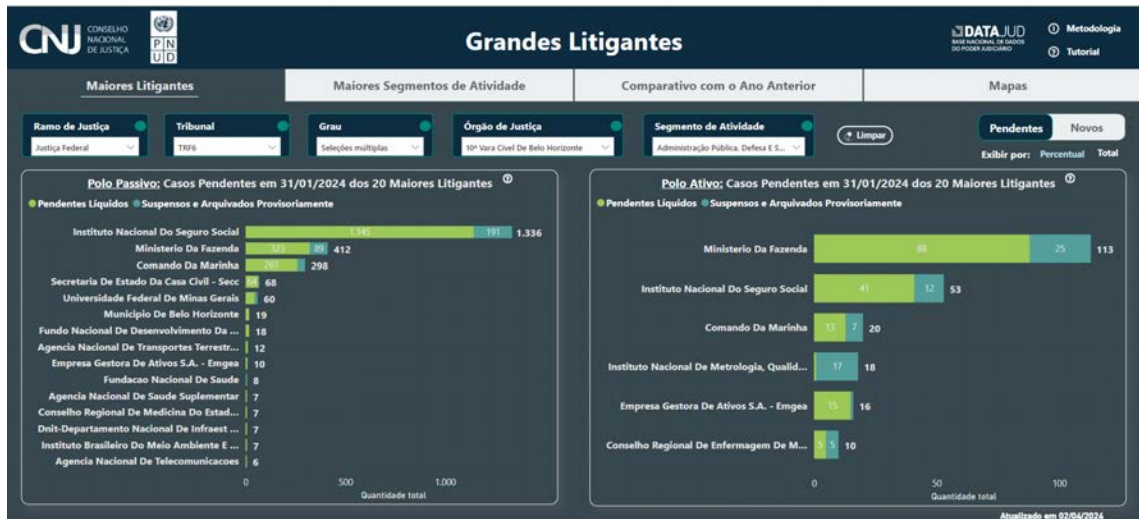 CNJ CONSELHO NACIONAL DE JUSTIÇA
PNUD
Grandes Litigantes
DATAJUD
BASE NACIONAL DE DADOS DO PODER JUDICIÁRIO
Metodologia
Tutorial
Maiores Litigantes
Maiores Segmentos de Atividade
Comparativo com o Ano Anterior
Mapas
Ramo de Justiça
Justiça Federal
Tribunal
TRF6
Grau
Seleções múltiplas
Órgão de Justiça
10ª Vara Cível De Belo Horizonte
Segmento de Atividade
Administração Pública, Defesa E S...
Limpar
Pendentes Novos
Exibir por: Percentual Total
Polo Passivo: Casos Pendentes em 31/01/2024 dos 20 Maiores Litigantes
Pendentes Líquidos Suspensos e Arquivados Provisoriamente
Instituto Nacional Do Seguro Social 1.145 191 1.336
Ministerio Da Fazenda 323 89 412
Comando Da Marinha 261 298
Secretaria De Estado Da Casa Civil - Secc 64 68
Universidade Federal De Minas Gerais 60
Municipio De Belo Horizonte 19
Fundo Nacional De Desenvolvimento Da ... 18
Agencia Nacional De Transportes Terrestr... 12
Empresa Gestora De Ativos S.A. - Emgea 10
Fundacao Nacional De Saude 8
Agencia Nacional De Saude Suplementar 7
Conselho Regional De Medicina Do Estad... 7
Dnit-Departamento Nacional De Infraest ... 7
Instituto Brasileiro Do Meio Ambiente E ... 7
Agencia Nacional De Telecomunicacoes 6
0 500 1.000
Quantidade total
Polo Ativo: Casos Pendentes em 31/01/2024 dos 20 Maiores Litigantes
Pendentes Líquidos Suspensos e Arquivados Provisoriamente
Ministerio Da Fazenda 88 25 113
Instituto Nacional Do Seguro Social 41 12 53
Comando Da Marinha 13 7 20
Instituto Nacional De Metrologia, Qualid... 17 18
Empresa Gestora De Ativos S.A. - Emgea 15 16
Conselho Regional De Enfermagem De M... 5 5 10
0 50 100
Quantidade total
Atualizado em 02/04/2024